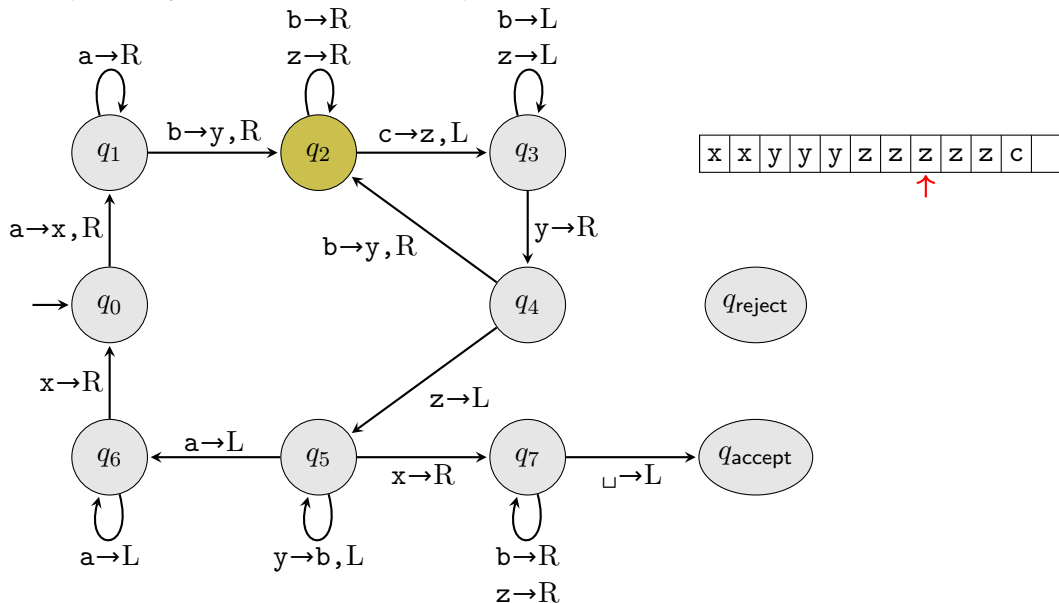 b→R
z→R
b→L
z→L
a→R
q1
b→y,R
q2
c→z,L
q3
x x y y y z z z z z c
a→x,R
b→y,R
y→R
q0
q4
qreject
x→R
z→L
q6
a→L
q5
x→R
q7
␣→L
qaccept
a→L
y→b,L
b→R
z→R